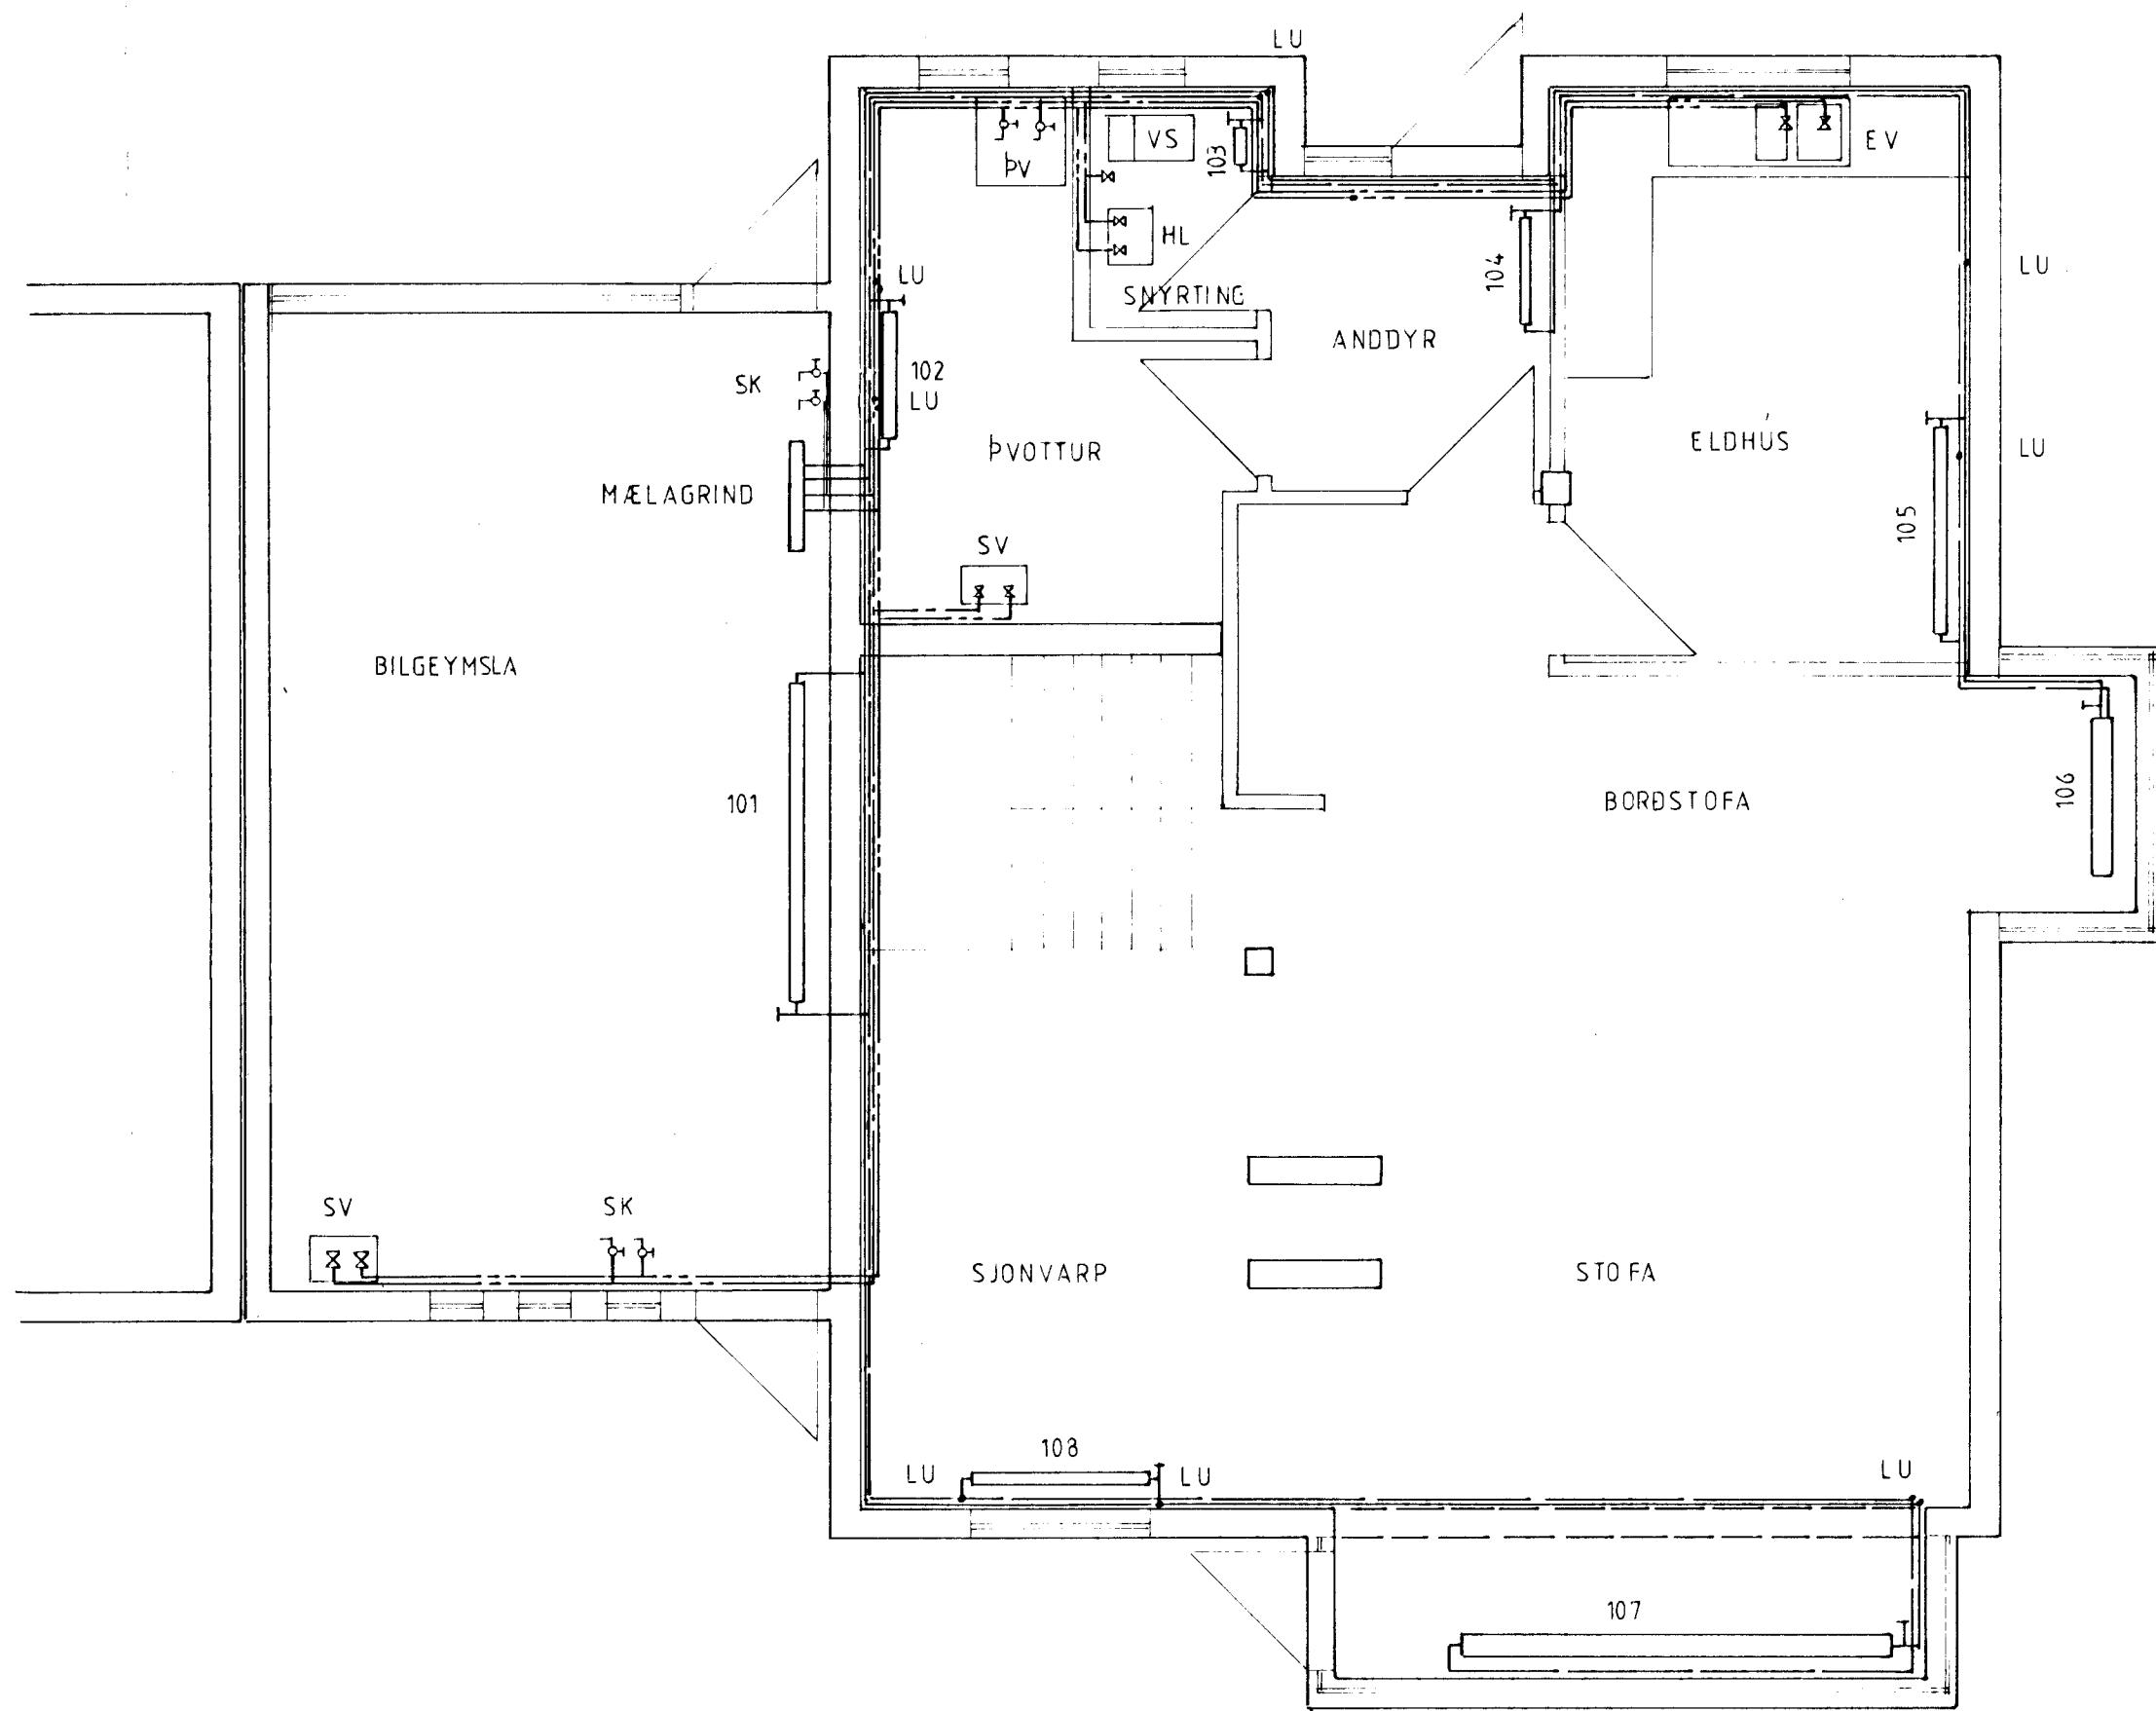 LU
VS
EV
ÞV
103
HL
LU
SNYRTING
104
LU
ANDDYR
SK
102
LU
ÞVOTTUR
ELDHÚS
LU
MÆLAGRIND
105
SV
BILGEYMSLA
101
BORÐSTOFA
106
SV
SK
SJONVARP
STOFA
108
LU
LU
LU
107